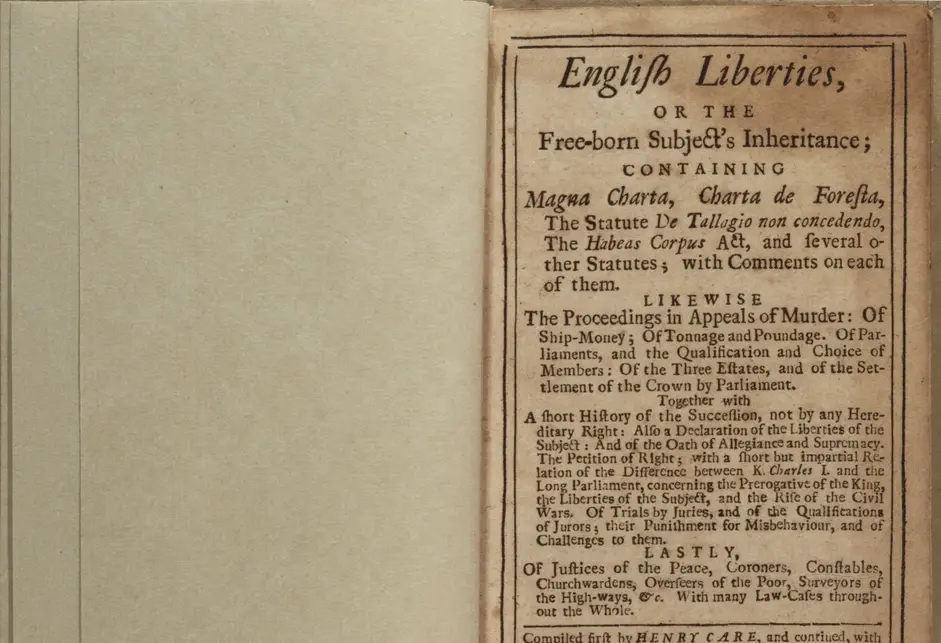 Engliſh Liberties,
OR THE
Free-born Subject's Inheritance;
CONTAINING
Magna Charta, Charta de Foreſta,
The Statute De Tallagio non concedendo,
The Habeas Corpus Act, and ſeveral o-
ther Statutes; with Comments on each
of them.
LIKEWISE
The Proceedings in Appeals of Murder: Of
Ship-Money; Of Tonnage and Poundage. Of Par-
liaments, and the Qualification and Choice of
Members: Of the Three Eſtates, and of the Set-
tlement of the Crown by Parliament.
Together with
A ſhort Hiſtory of the Succeſſion, not by any Here-
ditary Right: Alſo a Declaration of the Liberties of the
Subject: And of the Oath of Allegiance and Supremacy.
The Petition of Right; with a ſhort but impartial Re-
lation of the Difference between K. Charles I. and the
Long Parliament, concerning the Prerogative of the King,
the Liberties of the Subject, and the Riſe of the Civil
Wars. Of Trials by Juries, and of the Qualifications
of Jurors; their Puniſhment for Misbehaviour, and of
Challenges to them.
LASTLY,
Of Juſtices of the Peace, Coroners, Conſtables,
Churchwardens, Overſeers of the Poor, Surveyors of
the High-ways, &c. With many Law-Caſes through-
out the Whole.
Compiled firſt by HENRY CARE, and continued, with